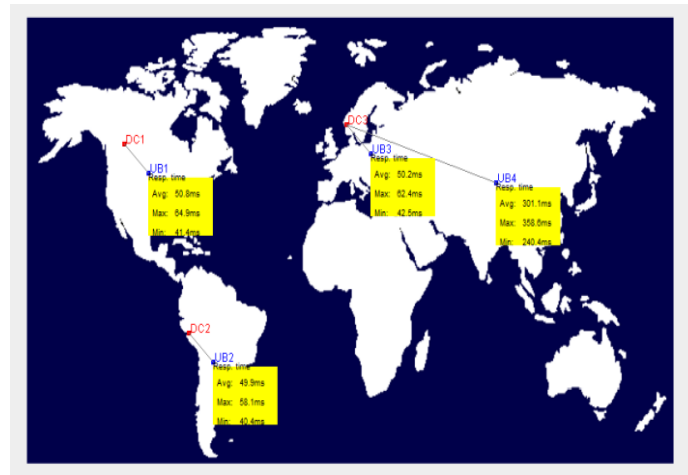 DC1
UB1
Resp. time
Avg: 50.8ms
Max: 64.9ms
Min: 41.4ms
DC3
UB3
Resp. time
Avg: 50.2ms
Max: 62.4ms
Min: 42.5ms
UB4
Resp. time
Avg: 301.1ms
Max: 358.6ms
Min: 240.4ms
DC2
UB2
Resp. time
Avg: 49.9ms
Max: 58.1ms
Min: 40.4ms